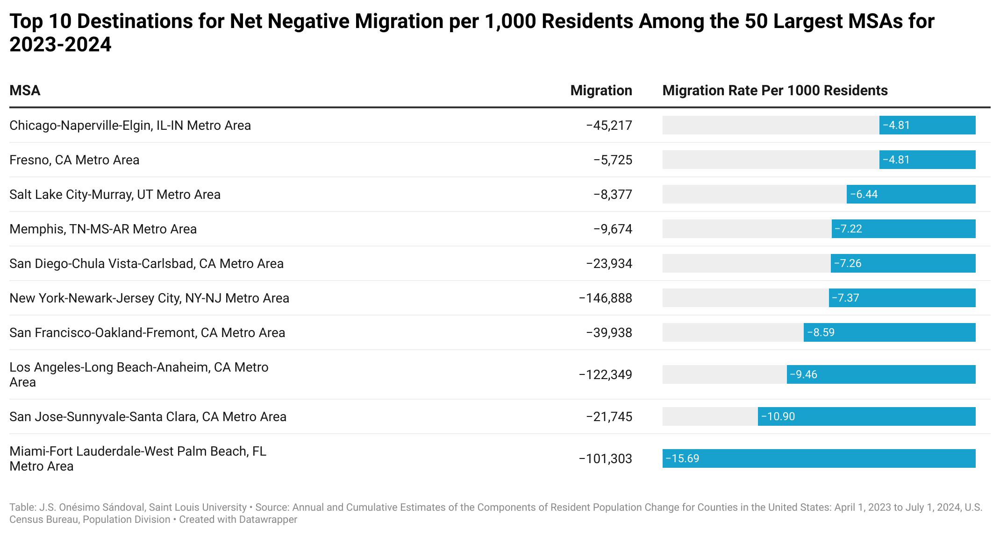 Top 10 Destinations for Net Negative Migration per 1,000 Residents Among the 50 Largest MSAs for
2023-2024
MSA Migration Migration Rate Per 1000 Residents
Chicago-Naperville-Elgin, IL-IN Metro Area −45,217 −4.81
Fresno, CA Metro Area −5,725 −4.81
Salt Lake City-Murray, UT Metro Area −8,377 −6.44
Memphis, TN-MS-AR Metro Area −9,674 −7.22
San Diego-Chula Vista-Carlsbad, CA Metro Area −23,934 −7.26
New York-Newark-Jersey City, NY-NJ Metro Area −146,888 −7.37
San Francisco-Oakland-Fremont, CA Metro Area −39,938 −8.59
Los Angeles-Long Beach-Anaheim, CA Metro
Area −122,349 −9.46
San Jose-Sunnyvale-Santa Clara, CA Metro Area −21,745 −10.90
Miami-Fort Lauderdale-West Palm Beach, FL
Metro Area −101,303 −15.69
Table: J.S. Onésimo Sándoval, Saint Louis University • Source: Annual and Cumulative Estimates of the Components of Resident Population Change for Counties in the United States: April 1, 2023 to July 1, 2024, U.S.
Census Bureau, Population Division • Created with Datawrapper